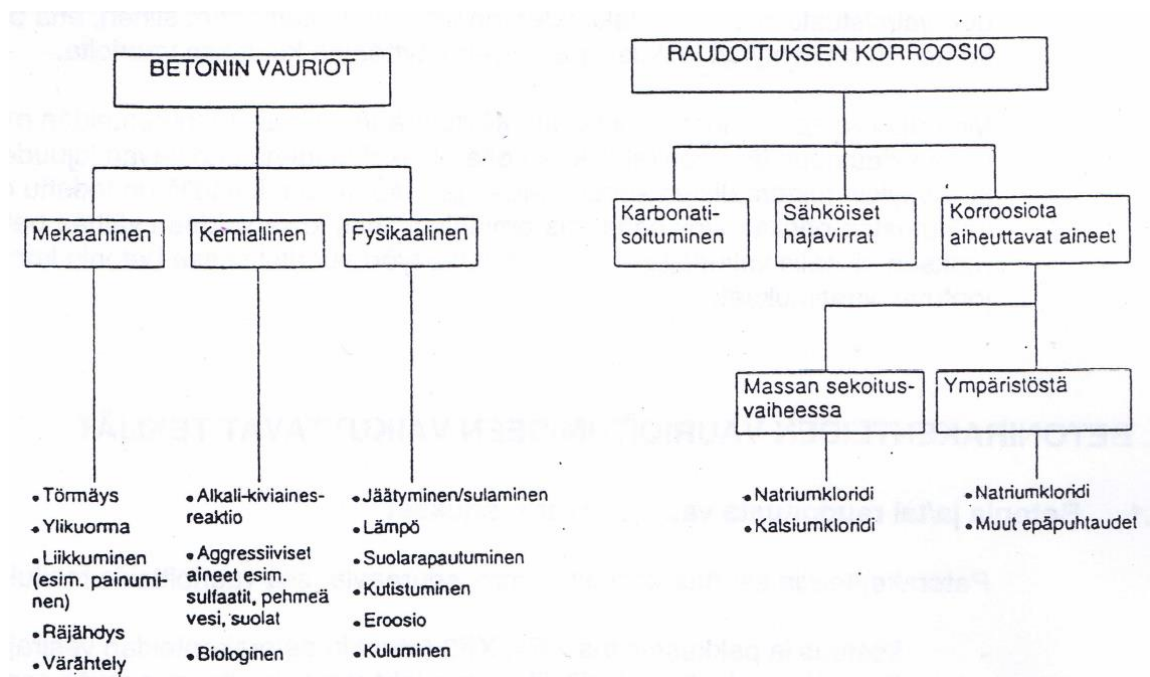 BETONIN VAURIOT
Mekaaninen
Kemiallinen
Fysikaalinen
• Törmäys
• Ylikuorma
• Liikkuminen
(esim. painumi-
nen)
• Räjähdys
• Värähtely
• Alkali-kiviaines-
reaktio
• Aggressiiviset
aineet esim.
sulfaatit, pehmeä
vesi, suolat
• Biologinen
• Jäätyminen/sulaminen
• Lämpö
• Suolarapautuminen
• Kutistuminen
• Eroosio
• Kuluminen
RAUDOITUKSEN KORROOSIO
Karbonati-
soituminen
Sähköiset
hajavirrat
Korroosiota
aiheuttavat aineet
Massan sekoitus-
vaiheessa
Ympäristöstä
• Natriumkloridi
• Kalsiumkloridi
• Natriumkloridi
• Muut epäpuhtaudet